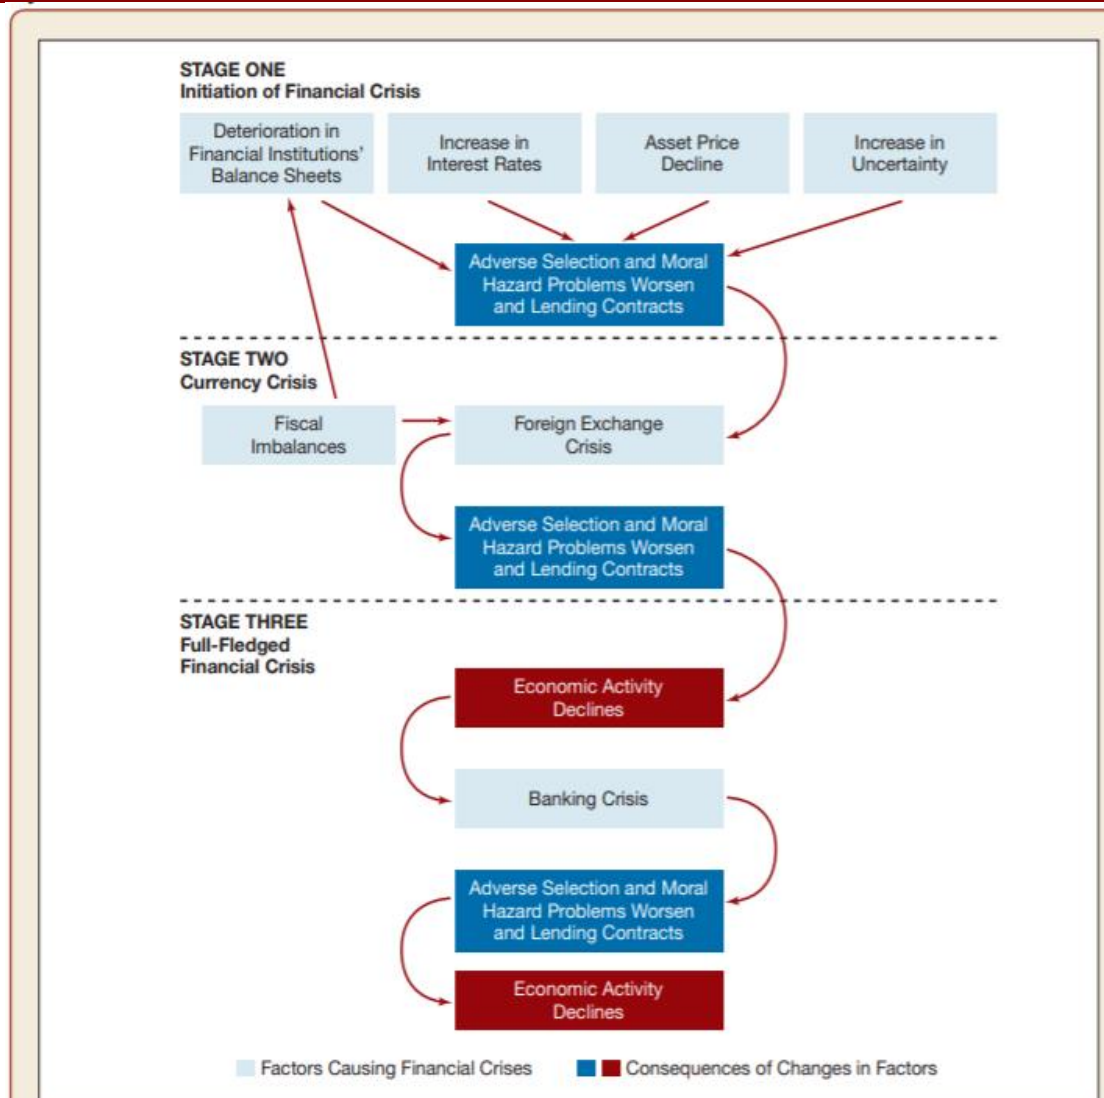 STAGE ONE
Initiation of Financial Crisis
Deterioration in
Financial Institutions'
Balance Sheets
Increase in
Interest Rates
Asset Price
Decline
Increase in
Uncertainty
Adverse Selection and Moral
Hazard Problems Worsen
and Lending Contracts
STAGE TWO
Currency Crisis
Fiscal
Imbalances
Foreign Exchange
Crisis
Adverse Selection and Moral
Hazard Problems Worsen
and Lending Contracts
STAGE THREE
Full-Fledged
Financial Crisis
Economic Activity
Declines
Banking Crisis
Adverse Selection and Moral
Hazard Problems Worsen
and Lending Contracts
Economic Activity
Declines
Factors Causing Financial Crises
Consequences of Changes in Factors